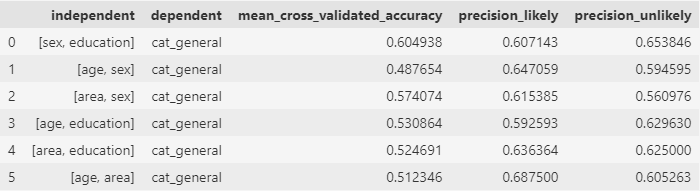 independent dependent mean_cross_validated_accuracy precision_likely precision_unlikely
0 [sex, education] cat_general 0.604938 0.607143 0.653846
1 [age, sex] cat_general 0.487654 0.647059 0.594595
2 [area, sex] cat_general 0.574074 0.615385 0.560976
3 [age, education] cat_general 0.530864 0.592593 0.629630
4 [area, education] cat_general 0.524691 0.636364 0.625000
5 [age, area] cat_general 0.512346 0.687500 0.605263